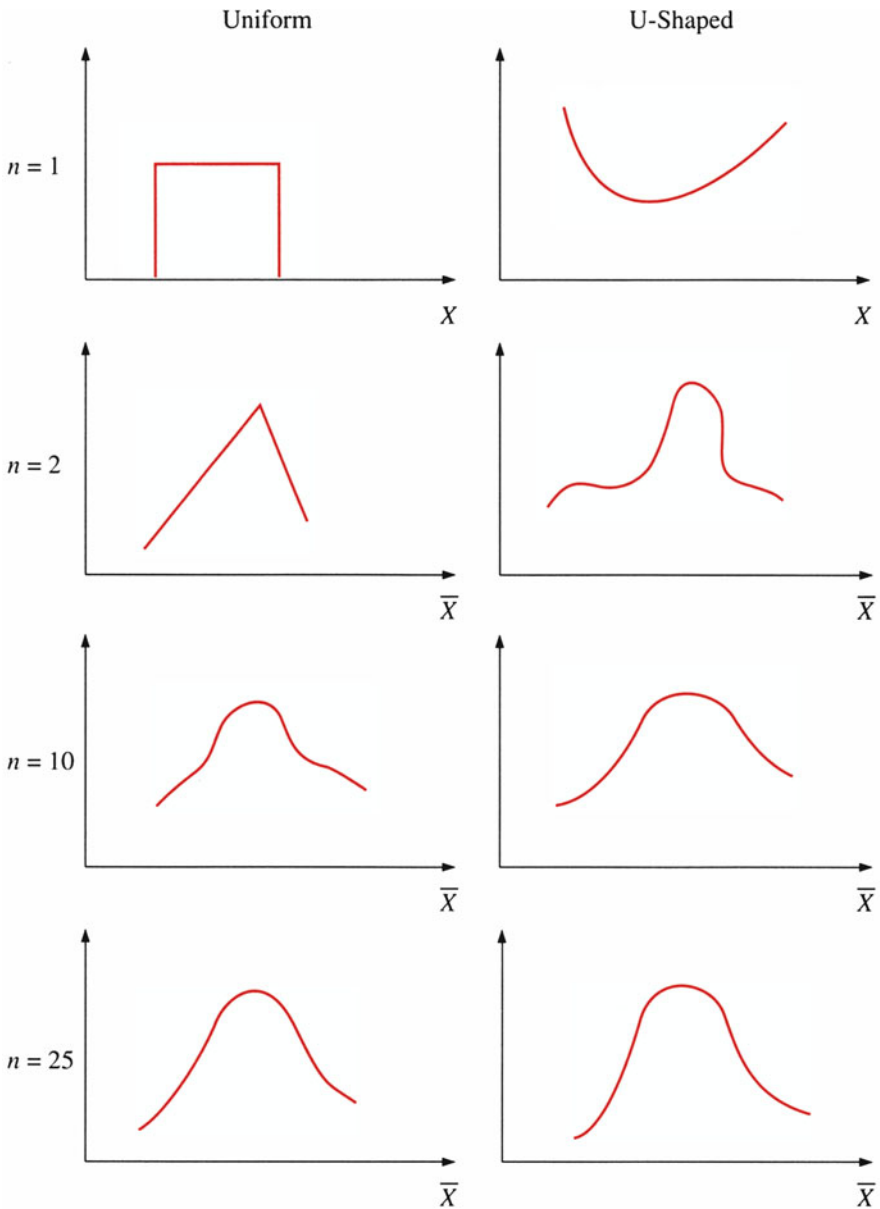 Uniform
U-Shaped
n = 1
X
X
n = 2
X̅
X̅
n = 10
X̅
X̅
n = 25
X̅
X̅